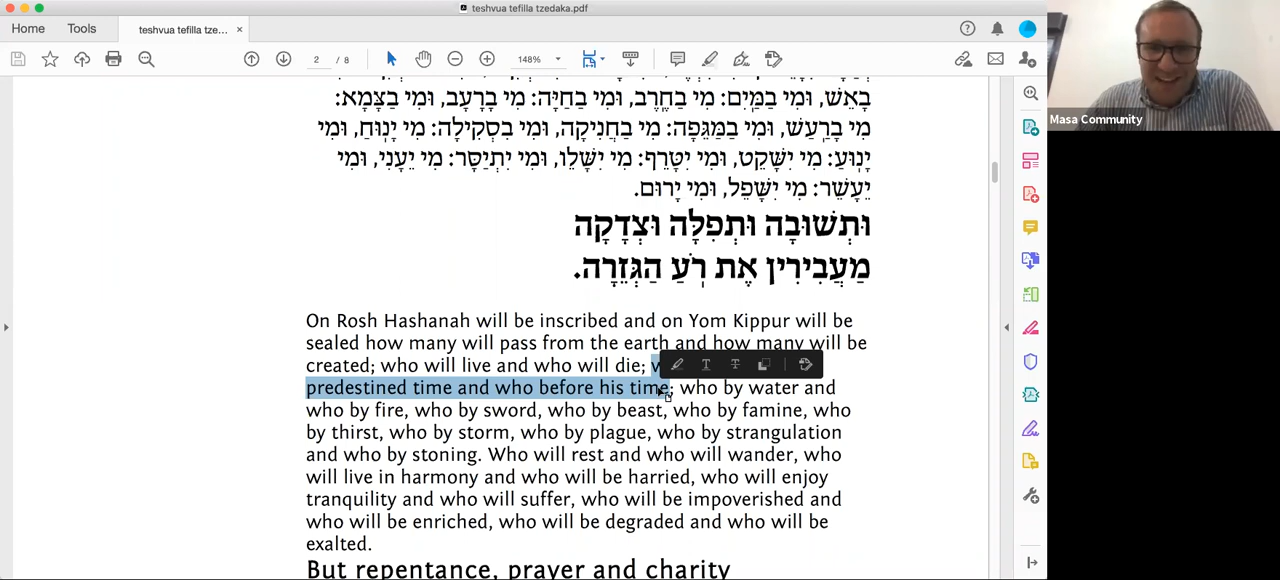 teshvua tefilla tzedaka.pdf
Home
Tools
teshvua tefilla tze...
2 / 8
148%
Masa Community
בָאֵשׁ, וּמִי בַמַּיִם: מִי בַחֶרֶב, וּמִי בַחַיָּה: מִי בָרָעָב, וּמִי בַצָּמָא:
מִי בָרַעַשׁ, וּמִי בַמַּגֵּפָה: מִי בַחֲנִיקָה, וּמִי בִסְקִילָה: מִי יָנוּחַ, וּמִי
יָנוּעַ: מִי יִשָּׁקֵט, וּמִי יִטָּרֵף: מִי יִשָּׁלֵו, וּמִי יִתְיַסָּר: מִי יֵעָנִי, וּמִי
יֵעָשֵׁר: מִי יִשָּׁפֵל, וּמִי יָרוּם.
וּתְשׁוּבָה וּתְפִלָּה וּצְדָקָה
מַעֲבִירִין אֶת רֹעַ הַגְּזֵרָה.
On Rosh Hashanah will be inscribed and on Yom Kippur will be
sealed how many will pass from the earth and how many will be
created; who will live and who will die;
predestined time and who before his time; who by water and
who by fire, who by sword, who by beast, who by famine, who
by thirst, who by storm, who by plague, who by strangulation
and who by stoning. Who will rest and who will wander, who
will live in harmony and who will be harried, who will enjoy
tranquility and who will suffer, who will be impoverished and
who will be enriched, who will be degraded and who will be
exalted.
But repentance, prayer and charity